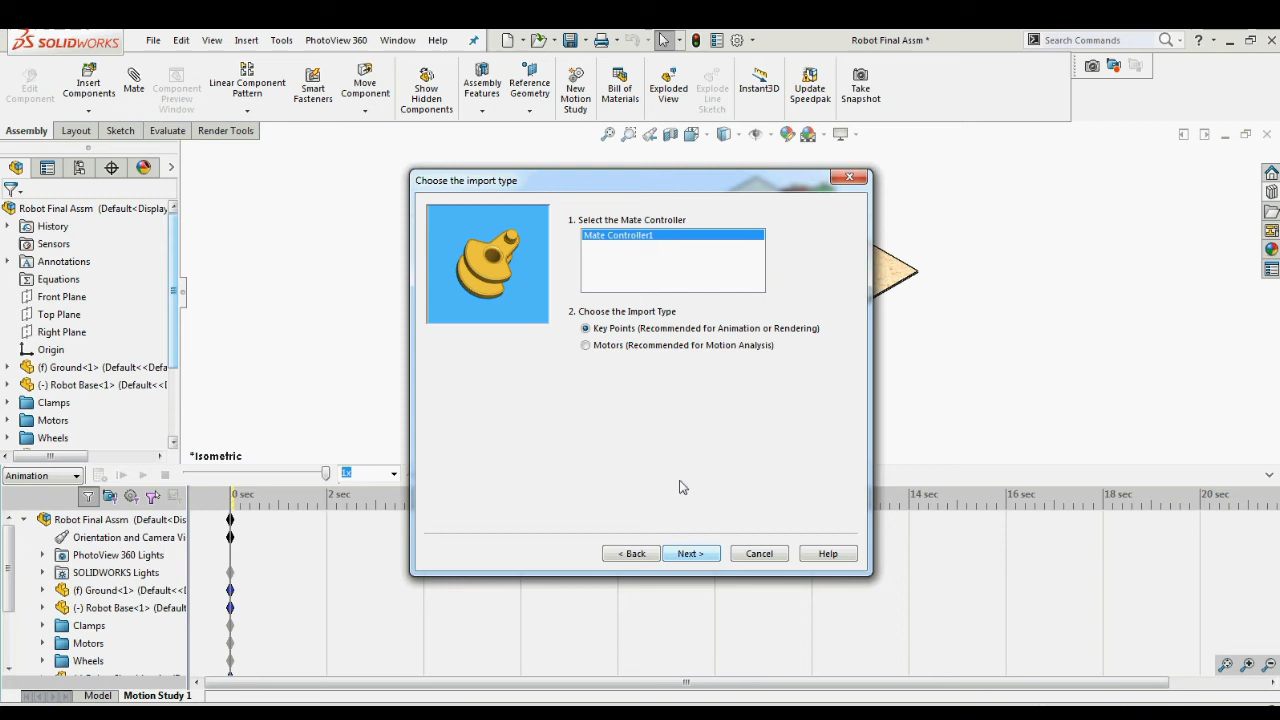 SOLIDWORKS
File Edit View Insert Tools PhotoView 360 Window Help
Robot Final Assm *
Search Commands
?
Edit Component
Insert Components
Mate
Component Preview Window
Linear Component Pattern
Smart Fasteners
Move Component
Show Hidden Components
Assembly Features
Reference Geometry
New Motion Study
Bill of Materials
Exploded View
Explode Line Sketch
Instant3D
Update Speedpak
Take Snapshot
Assembly Layout Sketch Evaluate Render Tools
Robot Final Assm (Default<Display
History
Sensors
Annotations
Equations
Front Plane
Top Plane
Right Plane
Origin
(f) Ground<1> (Default<<Defa
(-) Robot Base<1> (Default<<D
Clamps
Motors
Wheels
*Isometric
Choose the import type
1. Select the Mate Controller
Mate Controller1
2. Choose the Import Type
Key Points (Recommended for Animation or Rendering)
Motors (Recommended for Motion Analysis)
< Back Next > Cancel Help
Animation
1x
0 sec 2 sec 14 sec 16 sec 18 sec 20 sec
Robot Final Assm (Default<Dis
Orientation and Camera Vi
PhotoView 360 Lights
SOLIDWORKS Lights
(f) Ground<1> (Default<<D
(-) Robot Base<1> (Defaul
Clamps
Motors
Wheels
Model Motion Study 1